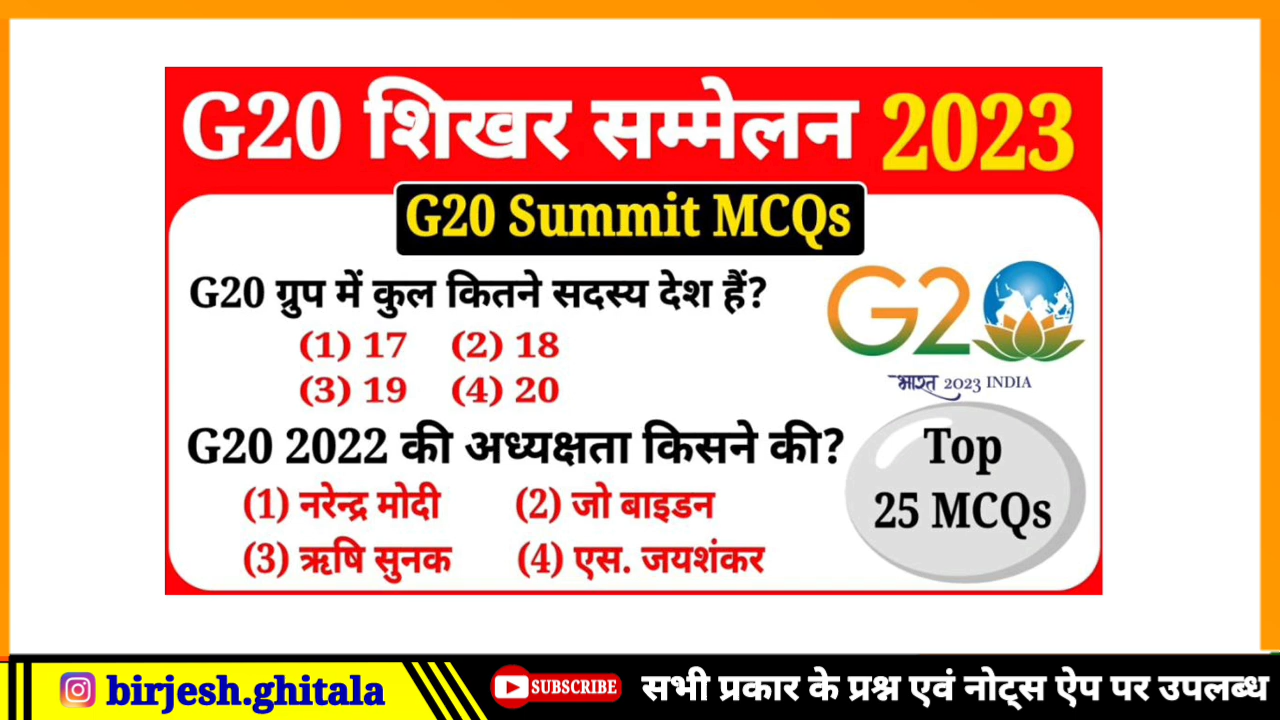 G20 शिखर सम्मेलन 2023
G20 Summit MCQs
G20 ग्रुप में कुल कितने सदस्य देश हैं?
(1) 17 (2) 18
(3) 19 (4) 20
G20
भारत 2023 INDIA
G20 2022 की अध्यक्षता किसने की?
(1) नरेन्द्र मोदी (2) जो बाइडन
(3) ऋषि सुनक (4) एस. जयशंकर
Top
25 MCQs
birjesh.ghitala
SUBSCRIBE
सभी प्रकार के प्रश्न एवं नोट्स ऐप पर उपलब्ध